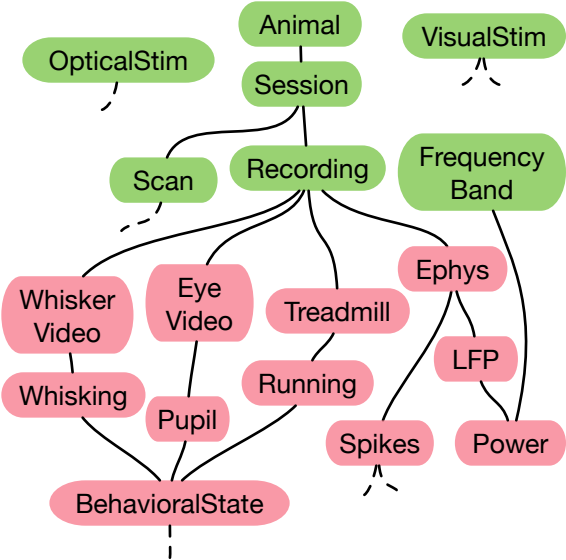 Animal
VisualStim
OpticalStim
Session
Scan
Recording
Frequency
Band
Whisker
Video
Eye
Video
Treadmill
Ephys
Whisking
Pupil
Running
LFP
Spikes
Power
BehavioralState